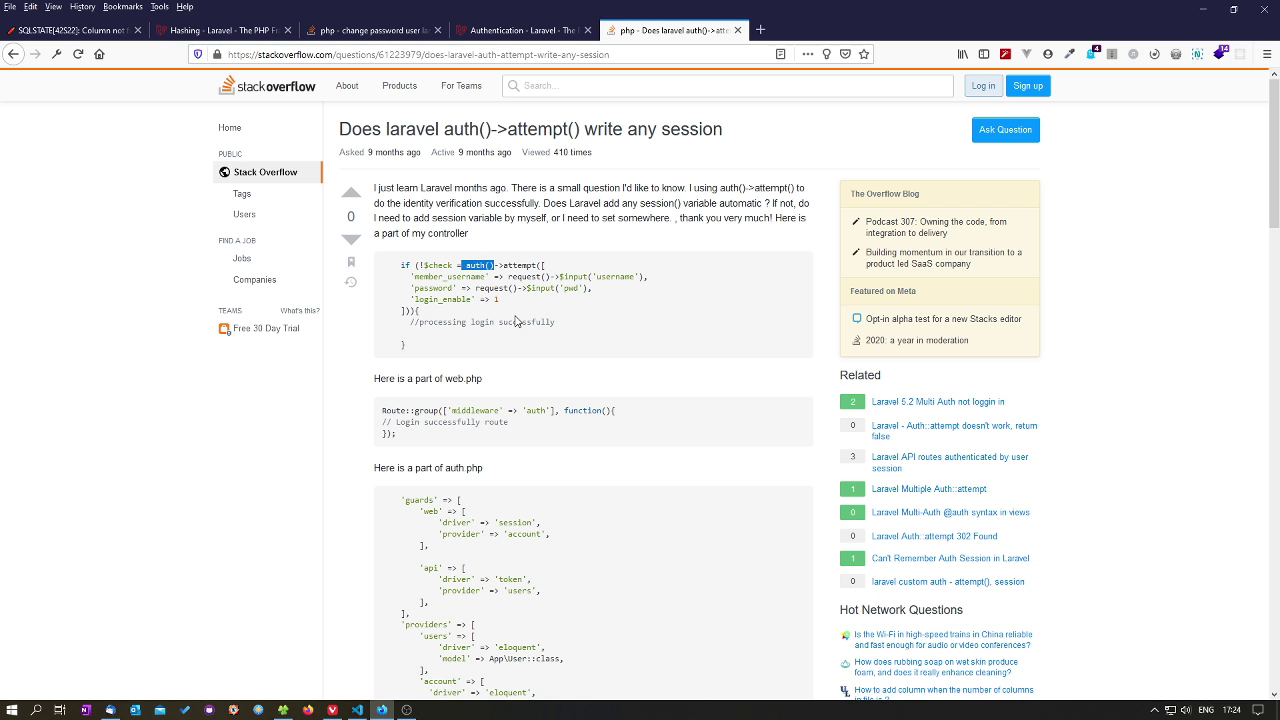 File Edit View History Bookmarks Tools Help
SQLSTATE[42S22]: Column not f
Hashing - Laravel - The PHP Fr
php - change password user la
Authentication - Laravel - The P
php - Does laravel auth()->atte
https://stackoverflow.com/questions/61223979/does-laravel-auth-attempt-write-any-session
4
14
stackoverflow
About
Products
For Teams
Search...
Log in
Sign up
Home
PUBLIC
Stack Overflow
Tags
Users
FIND A JOB
Jobs
Companies
TEAMS
What's this?
Free 30 Day Trial
Does laravel auth()->attempt() write any session
Ask Question
Asked 9 months ago Active 9 months ago Viewed 410 times
0
I just learn Laravel months ago. There is a small question I'd like to know. I using auth()->attempt() to
do the identity verification successfully. Does Laravel add any session() variable automatic ? If not, do
I need to add session variable by myself, or I need to set somewhere. , thank you very much! Here is
a part of my controller
if (!$check = auth()->attempt([
'member_username' => request()->$input('username'),
'password' => request()->$input('pwd'),
'login_enable' => 1
])){
//processing login successfully
}
Here is a part of web.php
Route::group(['middleware' => 'auth'], function(){
// Login successfully route
});
Here is a part of auth.php
'guards' => [
'web' => [
'driver' => 'session',
'provider' => 'account',
],
'api' => [
'driver' => 'token',
'provider' => 'users',
],
],
'providers' => [
'users' => [
'driver' => 'eloquent',
'model' => App\User::class,
],
'account' => [
'driver' => 'eloquent',
The Overflow Blog
Podcast 307: Owning the code, from
integration to delivery
Building momentum in our transition to a
product led SaaS company
Featured on Meta
Opt-in alpha test for a new Stacks editor
2020: a year in moderation
Related
2 Laravel 5.2 Multi Auth not loggin in
0 Laravel - Auth::attempt doesn't work, return
false
3 Laravel API routes authenticated by user
session
1 Laravel Multiple Auth::attempt
0 Laravel Multi-Auth @auth syntax in views
0 Laravel Auth::attempt 302 Found
1 Can't Remember Auth Session in Laravel
0 laravel custom auth - attempt(), session
Hot Network Questions
Is the Wi-Fi in high-speed trains in China reliable
and fast enough for audio or video conferences?
How does rubbing soap on wet skin produce
foam, and does it really enhance cleaning?
How to add column when the number of columns
in file is 2
ENG 17:24